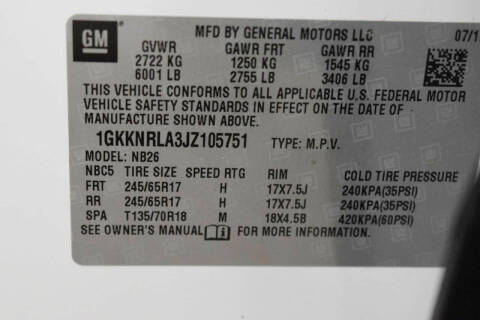 GM
MFD BY GENERAL MOTORS LLC 07/1
GVWR GAWR FRT GAWR RR
2722 KG 1250 KG 1545 KG
6001 LB 2755 LB 3406 LB
THIS VEHICLE CONFORMS TO ALL APPLICABLE U.S. FEDERAL MOTOR
VEHICLE SAFETY STANDARDS IN EFFECT ON THE DATE OF
MANUFACTURE SHOWN ABOVE.
1GKKNRLA3JZ105751 TYPE: M.P.V.
MODEL: NB26
NBC5 TIRE SIZE SPEED RTG RIM COLD TIRE PRESSURE
FRT 245/65R17 H 17X7.5J 240KPA(35PSI)
RR 245/65R17 H 17X7.5J 240KPA(35PSI)
SPA T135/70R18 M 18X4.5B 420KPA(60PSI)
SEE OWNER'S MANUAL FOR MORE INFORMATION.